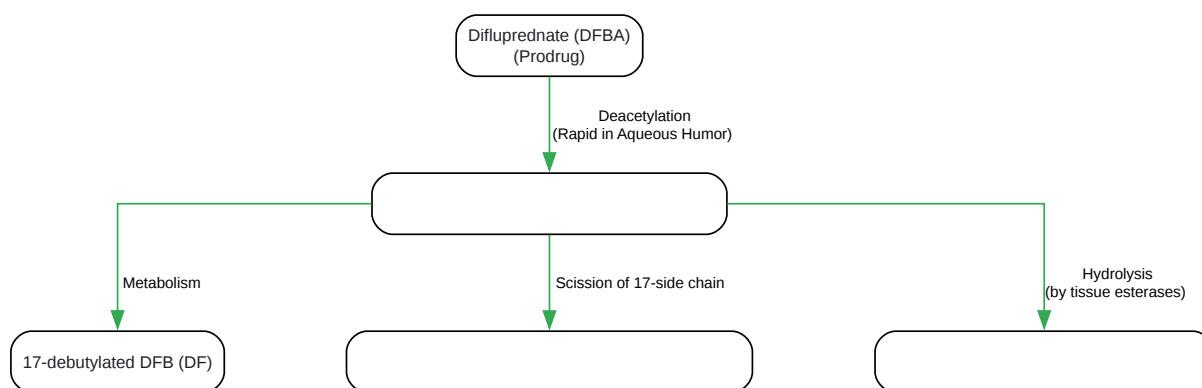 Difluprednate (DFBA)
(Prodrug)
Deacetylation
(Rapid in Aqueous Humor)
Metabolism
Scission of 17-side chain
Hydrolysis
(by tissue esterases)
17-debutylated DFB (DF)